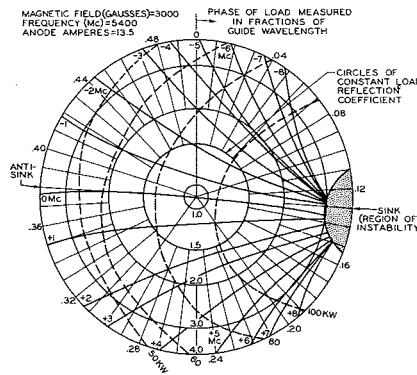 MAGNETIC FIELD(GAUSSES)=3000
FREQUENCY (MC)=5400
ANODE AMPERES=13.5
PHASE OF LOAD MEASURED
IN FRACTIONS OF
GUIDE WAVELENGTH
0
.48
-3
-5
-6
MC
-7
.04
-8
.44
-2MC
CIRCLES OF
CONSTANT LOAD
REFLECTION
COEFFICIENT
.08
-1
.40
ANTI-
SINK
0MC
.12
1.0
SINK
(REGION OF
INSTABILITY)
.36
+1
1.5
.16
2.0
.32
+2
+3
3.0
+5
MC
+8
100KW
.20
.28
+4
4.0
+6
+7
80
50KW
60
.24